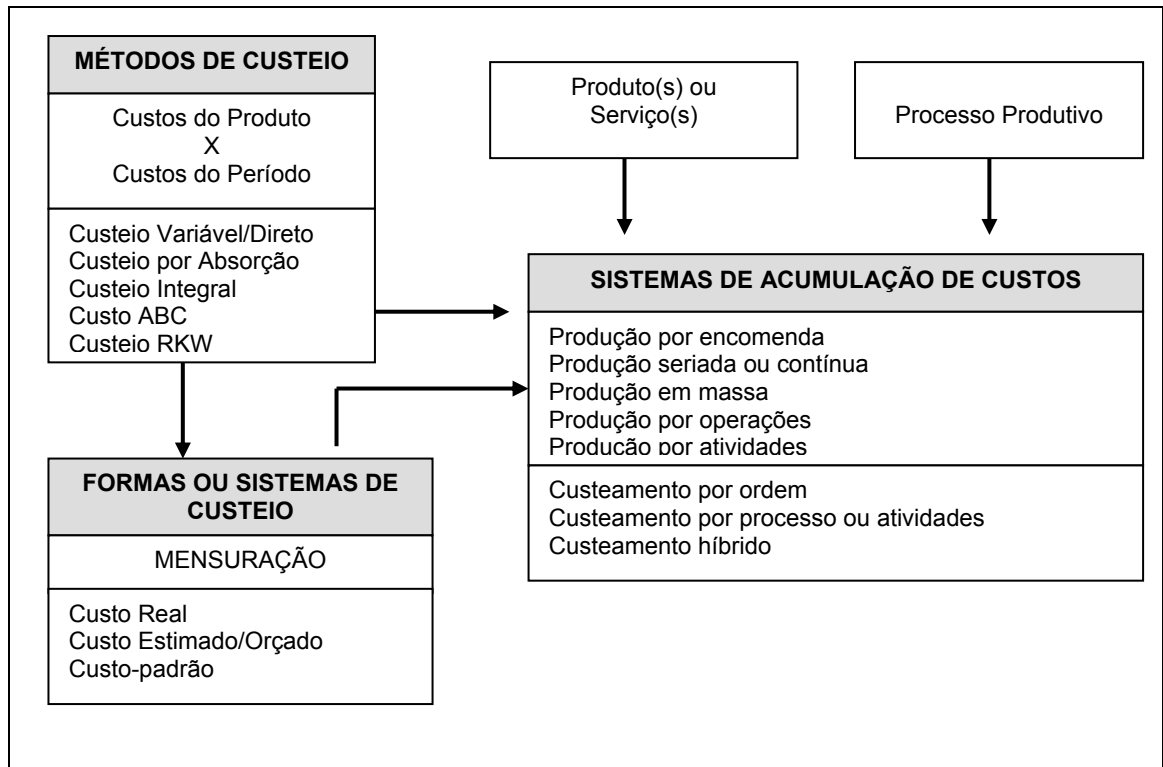 MÉTODOS DE CUSTEIO
Custos do Produto
X
Custos do Período
Custeio Variável/Direto
Custeio por Absorção
Custeio Integral
Custo ABC
Custeio RKW
Produto(s) ou
Serviço(s)
Processo Produtivo
SISTEMAS DE ACUMULAÇÃO DE CUSTOS
Produção por encomenda
Produção seriada ou contínua
Produção em massa
Produção por operações
Produção por atividades
Custeamento por ordem
Custeamento por processo ou atividades
Custeamento híbrido
FORMAS OU SISTEMAS DE
CUSTEIO
MENSURAÇÃO
Custo Real
Custo Estimado/Orçado
Custo-padrão